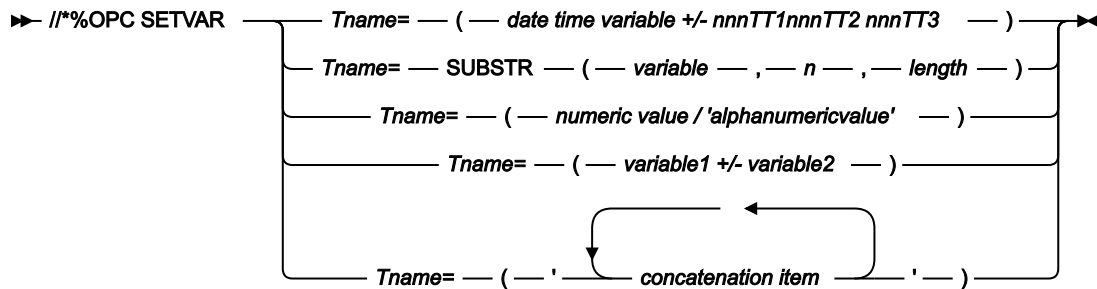 //*%OPC SETVAR Tname= ( date time variable +/- nnnTT1nnnTT2 nnnTT3 )
Tname= SUBSTR ( variable , n , length )
Tname= ( numeric value / 'alphanumericvalue' )
Tname= ( variable1 +/- variable2 )
Tname= ( ' concatenation item ' )